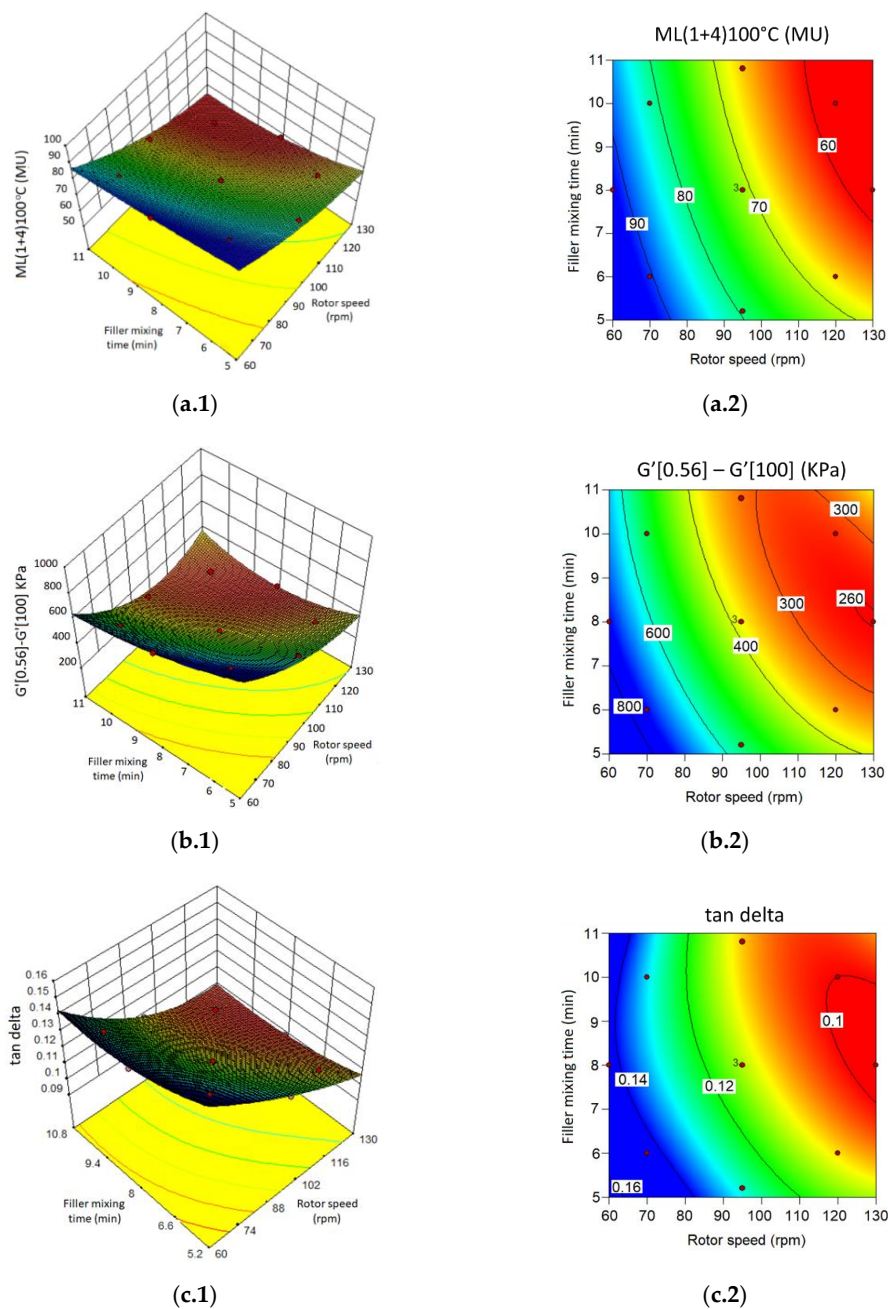 100
90
80
70
60
50
ML(1+4)100°C (MU)
11
10
9
8
7
6
5
Filler mixing
time (min)
60
70
80
90
100
110
120
130
Rotor speed
(rpm)
(a.1)
ML(1+4)100°C (MU)
11
10
9
8
7
6
5
Filler mixing time (min)
90
80
70
60
3
60 70 80 90 100 110 120 130
Rotor speed (rpm)
(a.2)
1000
800
600
400
200
G'[0.56]-G'[100] KPa
11
10
9
8
7
6
5
Filler mixing
time (min)
60
70
80
90
100
110
120
130
Rotor speed
(rpm)
(b.1)
G'[0.56] – G'[100] (KPa)
11
10
9
8
7
6
5
Filler mixing time (min)
300
260
300
3
400
600
800
60 70 80 90 100 110 120 130
Rotor speed (rpm)
(b.2)
0.16
0.15
0.14
0.13
0.12
0.11
0.1
0.09
tan delta
10.8
9.4
8
6.6
5.2
Filler mixing
time (min)
60
74
88
102
116
130
Rotor speed
(rpm)
(c.1)
tan delta
11
10
9
8
7
6
5
Filler mixing time (min)
0.1
3
0.12
0.14
0.16
60 70 80 90 100 110 120 130
Rotor speed (rpm)
(c.2)